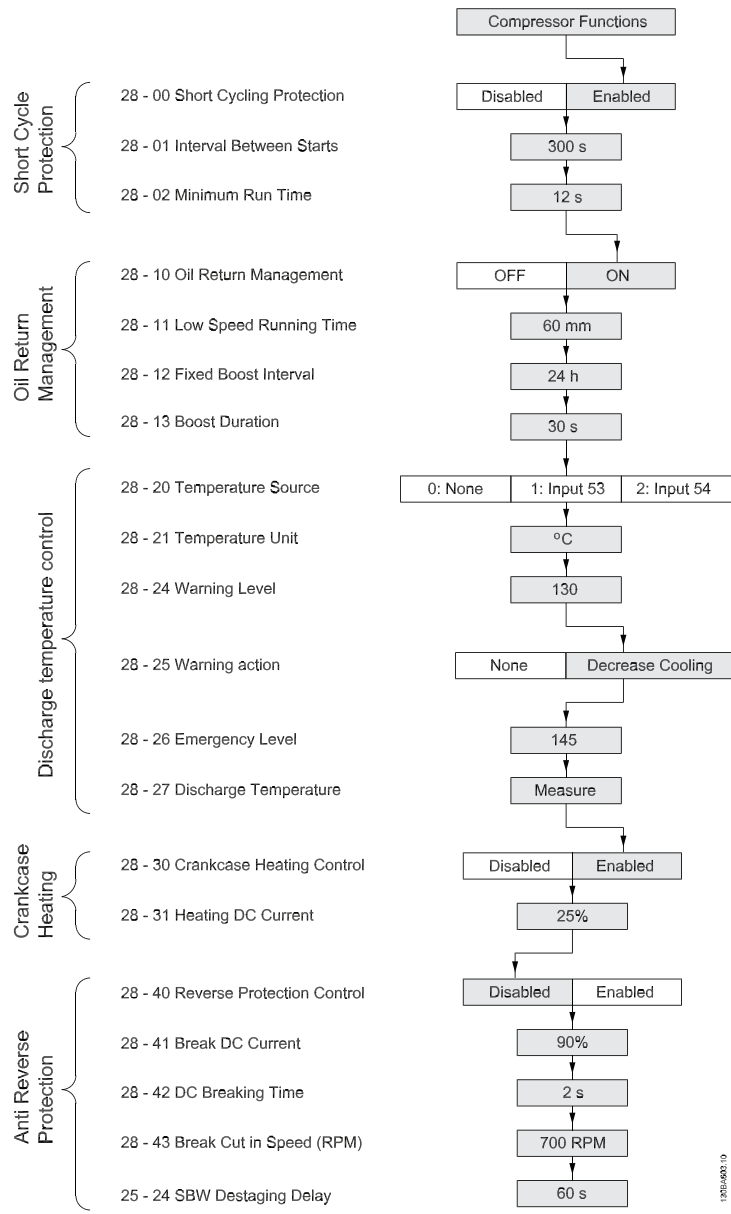 Compressor Functions
Short Cycle
Protection
28 - 00 Short Cycling Protection
Disabled
Enabled
28 - 01 Interval Between Starts
300 s
28 - 02 Minimum Run Time
12 s
Oil Return
Management
28 - 10 Oil Return Management
OFF
ON
28 - 11 Low Speed Running Time
60 mm
28 - 12 Fixed Boost Interval
24 h
28 - 13 Boost Duration
30 s
Discharge temperature control
28 - 20 Temperature Source
0: None
1: Input 53
2: Input 54
28 - 21 Temperature Unit
ºC
28 - 24 Warning Level
130
28 - 25 Warning action
None
Decrease Cooling
28 - 26 Emergency Level
145
28 - 27 Discharge Temperature
Measure
Crankcase
Heating
28 - 30 Crankcase Heating Control
Disabled
Enabled
28 - 31 Heating DC Current
25%
Anti Reverse
Protection
28 - 40 Reverse Protection Control
Disabled
Enabled
28 - 41 Break DC Current
90%
28 - 42 DC Breaking Time
2 s
28 - 43 Break Cut in Speed (RPM)
700 RPM
25 - 24 SBW Destaging Delay
60 s
130BA603.10